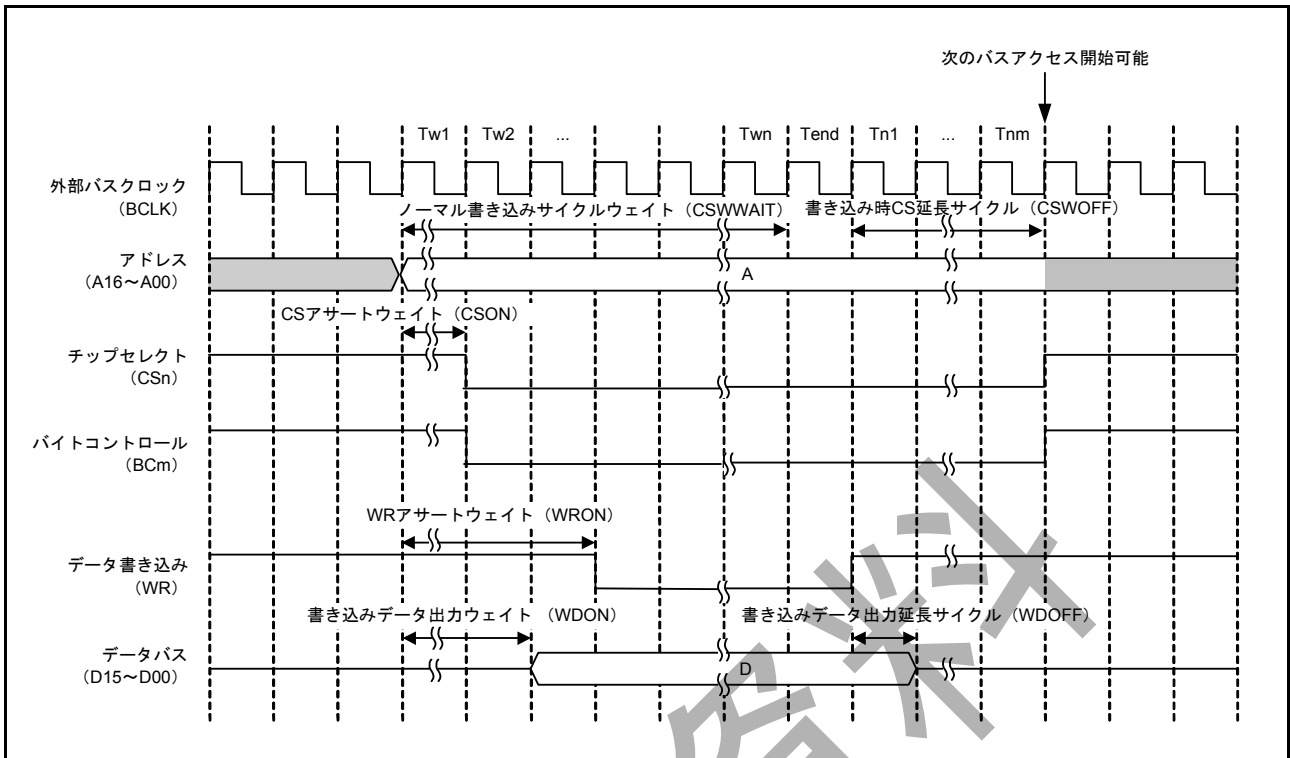 次のバスアクセス開始可能
Tw1 Tw2 ... Twn Tend Tn1 ... Tnm
外部バスクロック
(BCLK)
ノーマル書き込みサイクルウェイト(CSWWAIT)
書き込み時CS延長サイクル(CSWOFF)
アドレス
(A16~A00)
A
CSアサートウェイト(CSON)
チップセレクト
(CSn)
バイトコントロール
(BCm)
WRアサートウェイト(WRON)
データ書き込み
(WR)
書き込みデータ出力ウェイト (WDON)
書き込みデータ出力延長サイクル(WDOFF)
データバス
(D15~D00)
D